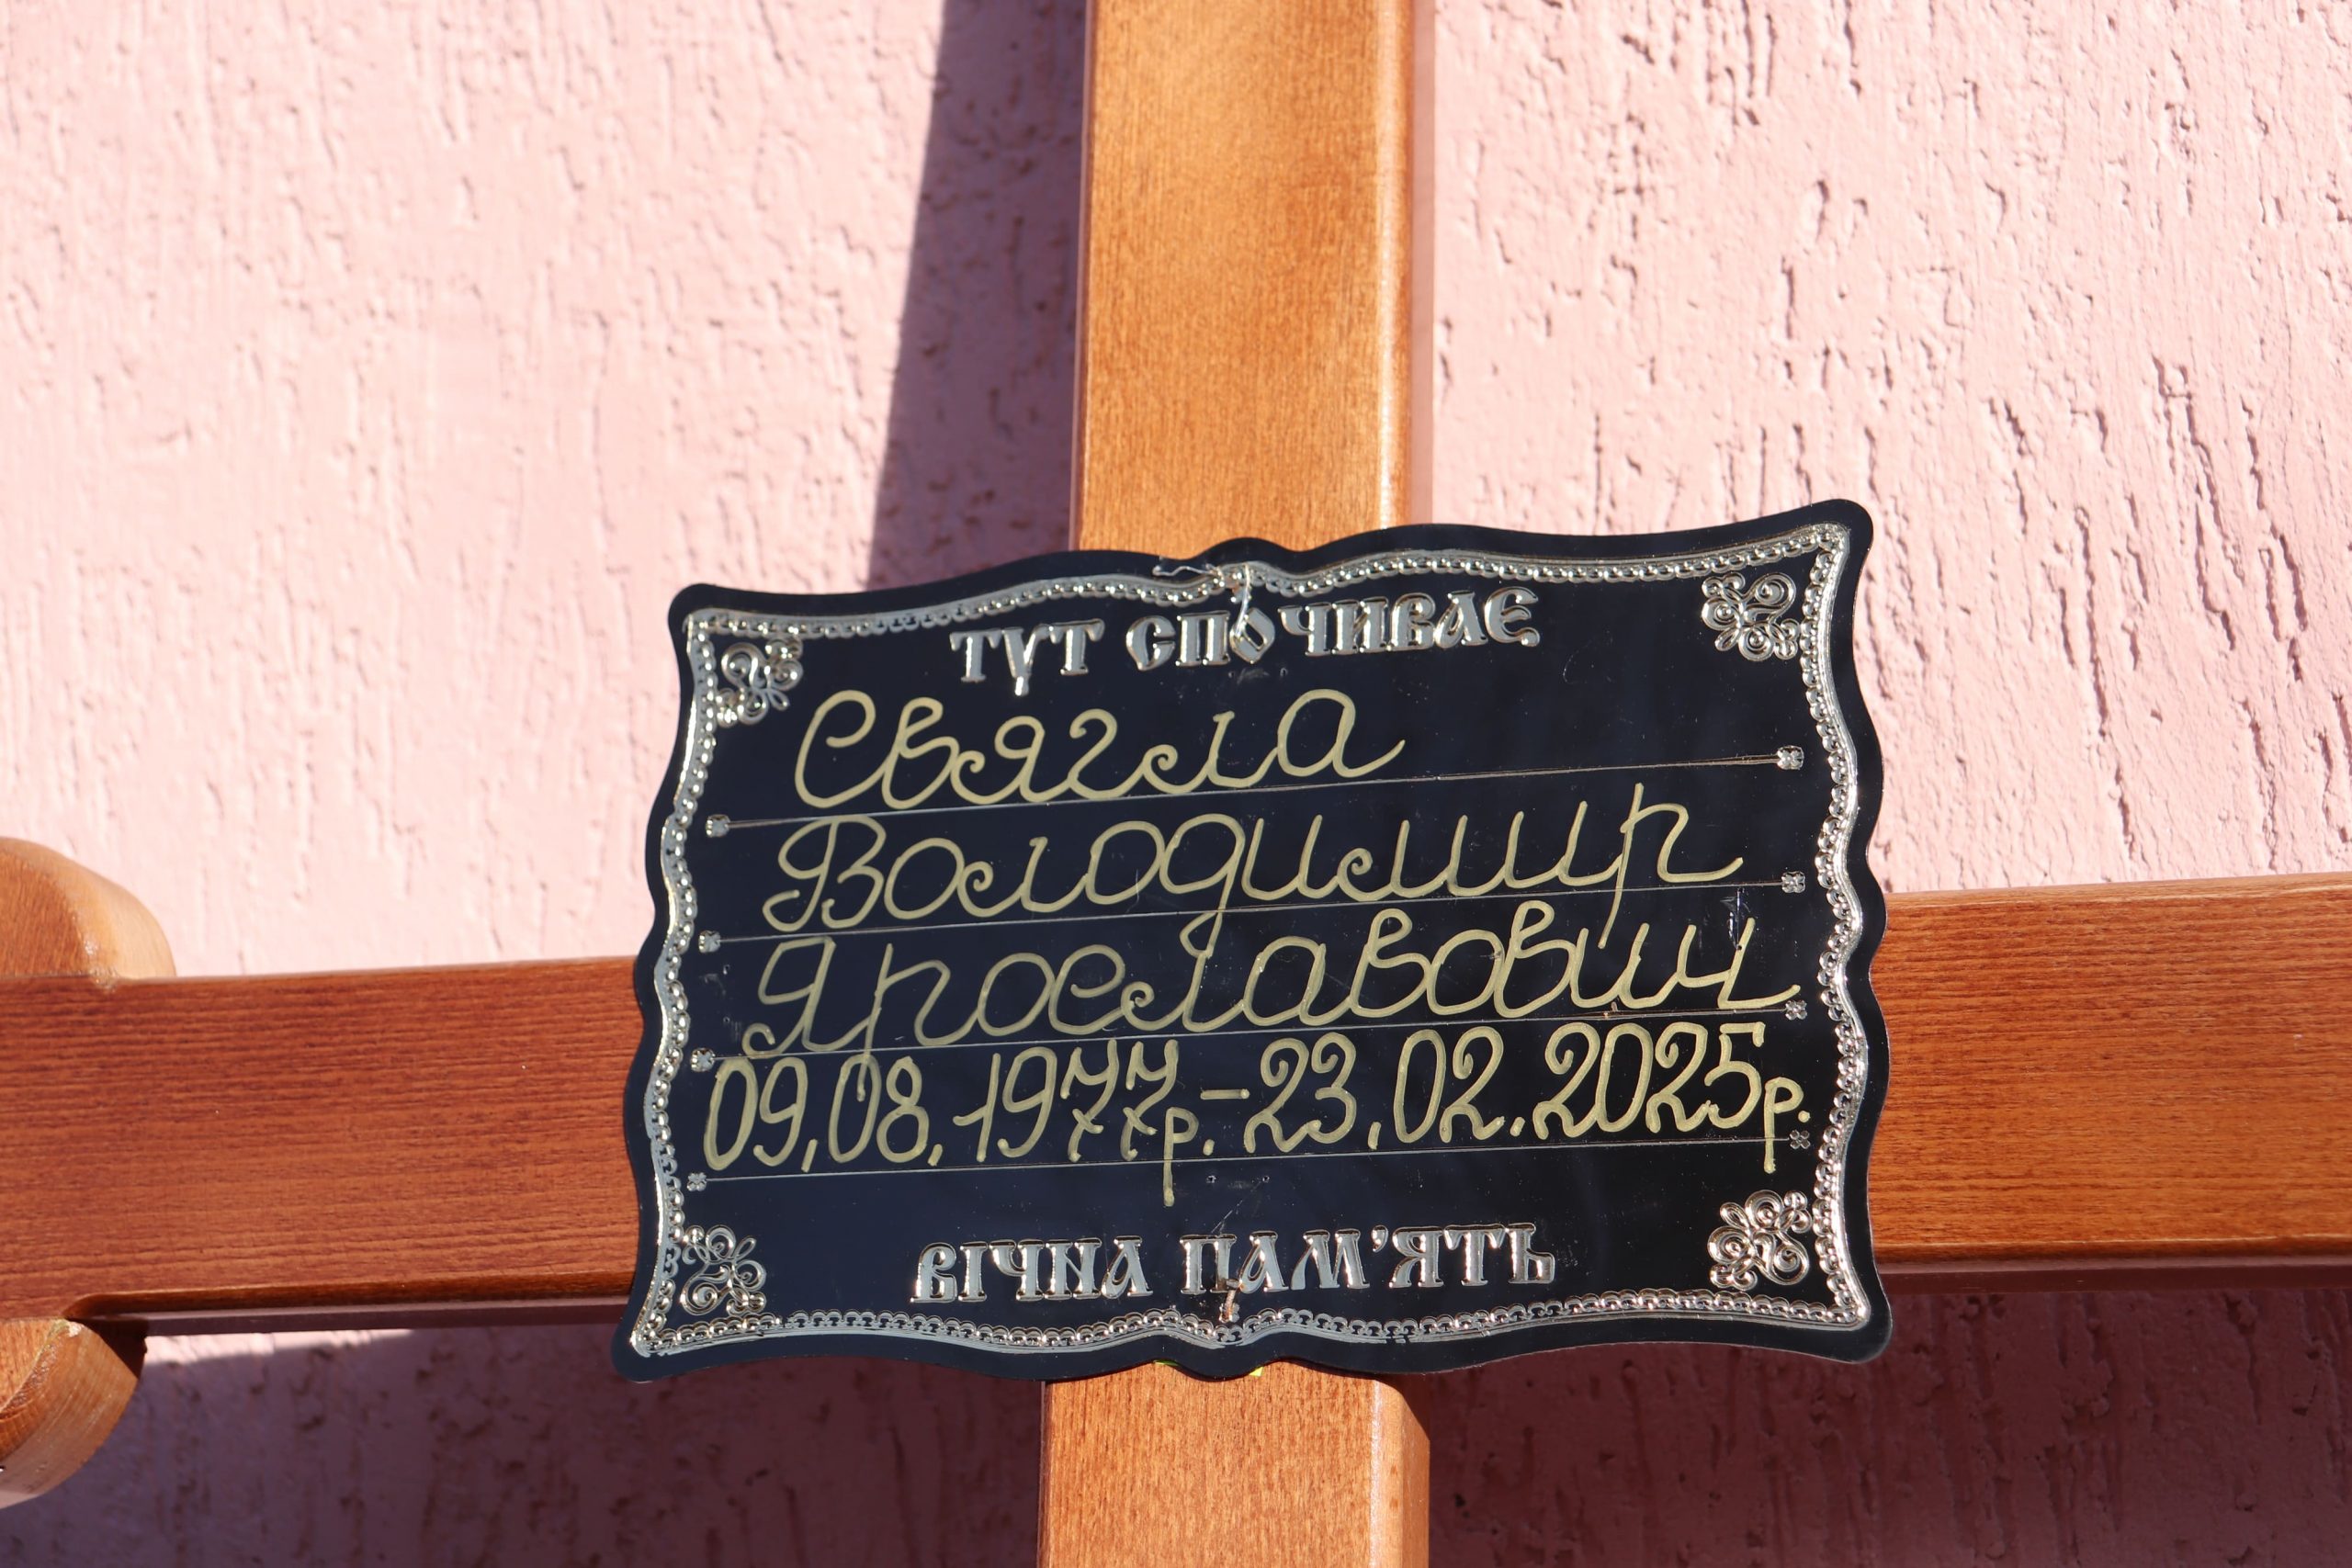 ТУТ СПОЧИВАЄ
Свягла
Володимир
Ярославович
09,08,1977р.-23,02.2025р.
ВІЧНА ПАМ'ЯТЬ